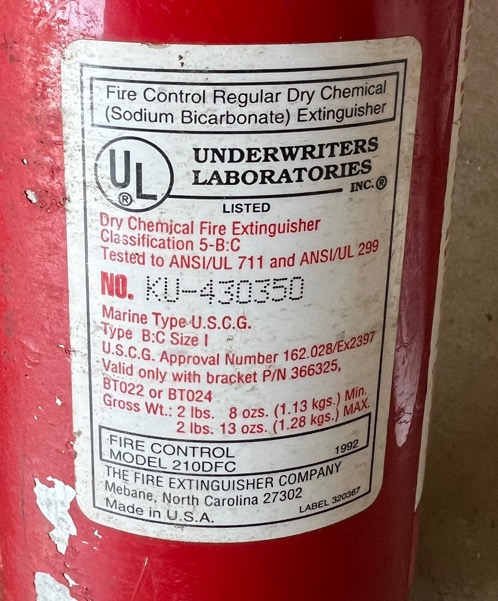 Fire Control Regular Dry Chemical
(Sodium Bicarbonate) Extinguisher
UL ®
UNDERWRITERS
LABORATORIES
INC.®
LISTED
Dry Chemical Fire Extinguisher
Classification 5-B:C
Tested to ANSI/UL 711 and ANSI/UL 299
NO. KU-430350
Marine Type U.S.C.G.
Type B:C Size I
U.S.C.G. Approval Number 162.028/Ex2397
Valid only with bracket P/N 366325,
BT022 or BT024
Gross Wt.: 2 lbs. 8 ozs. (1.13 kgs.) Min.
2 lbs. 13 ozs. (1.28 kgs.) MAX.
FIRE CONTROL
MODEL 210DFC 1992
THE FIRE EXTINGUISHER COMPANY
Mebane, North Carolina 27302
Made in U.S.A. LABEL 320367